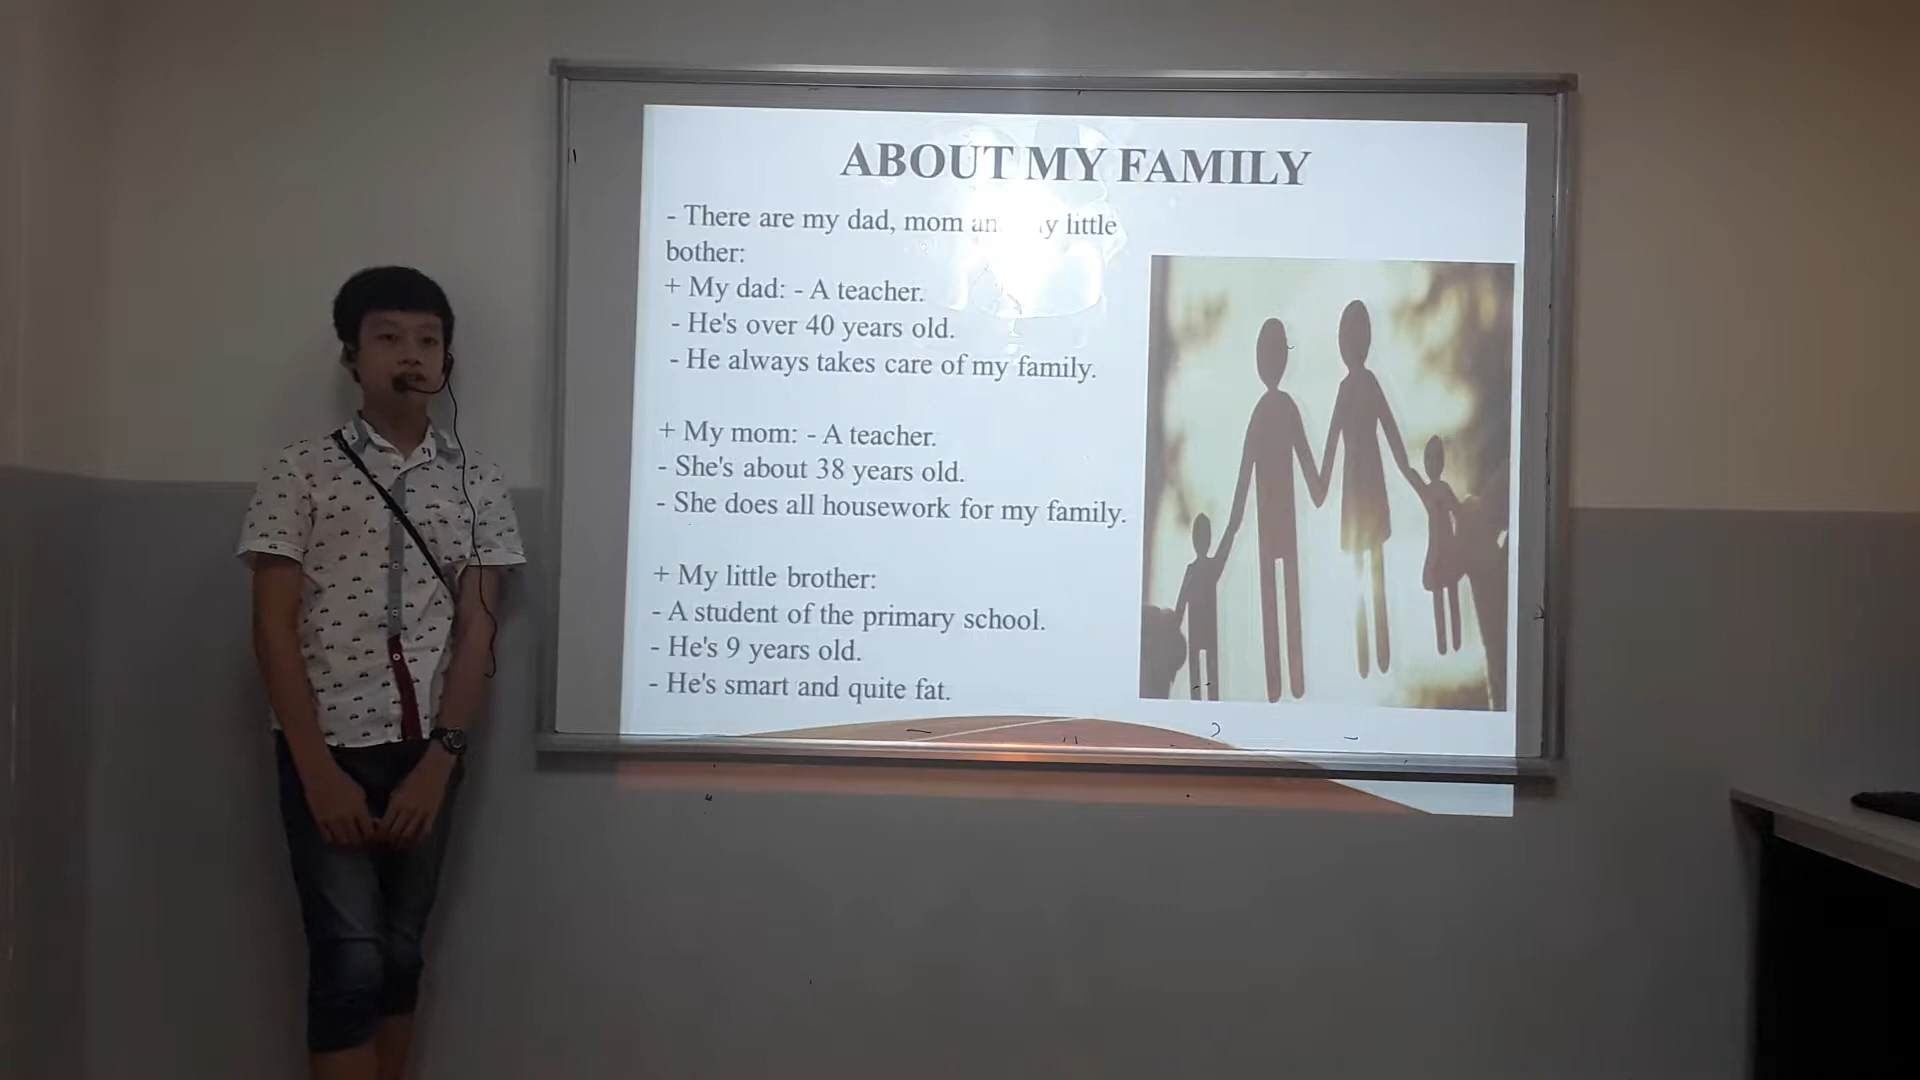 ABOUT MY FAMILY
- There are my dad, mom little
bother:
+ My dad: - A teacher.
- He's over 40 years old.
- He always takes care of my family.
+ My mom: - A teacher.
- She's about 38 years old.
- She does all housework for my family.
+ My little brother:
- A student of the primary school.
- He's 9 years old.
- He's smart and quite fat.